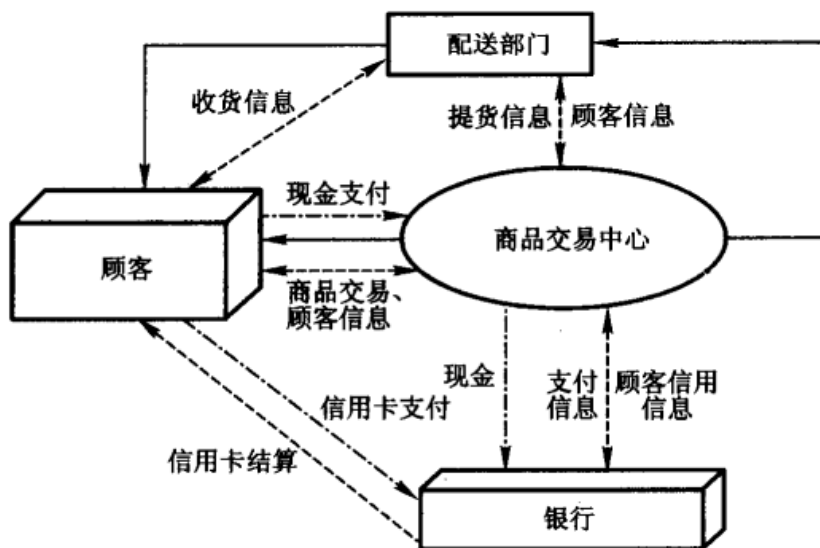 配送部门
收货信息
提货信息
顾客信息
现金支付
商品交易中心
顾客
商品交易、
顾客信息
现金
支付
信息
顾客信用
信息
信用卡支付
信用卡结算
银行